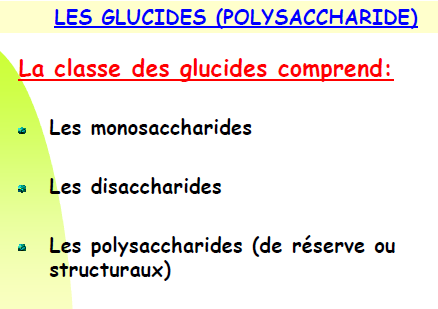 LES GLUCIDES (POLYSACCHARIDE)
La classe des glucides comprend:
Les monosaccharides
Les disaccharides
Les polysaccharides (de réserve ou
structuraux)